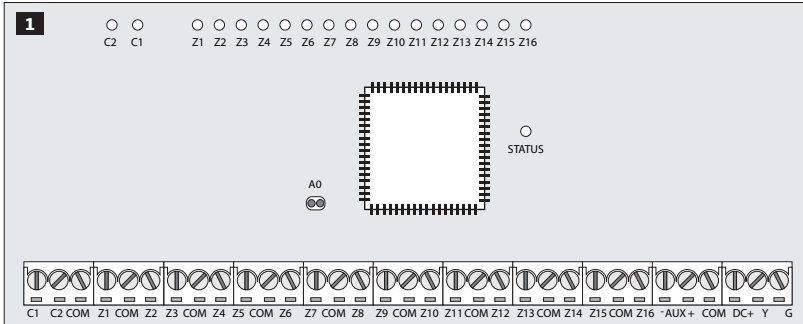 1
C2 C1 Z1 Z2 Z3 Z4 Z5 Z6 Z7 Z8 Z9 Z10 Z11 Z12 Z13 Z14 Z15 Z16
STATUS
A0
C1 C2 COM Z1 COM Z2 Z3 COM Z4 Z5 COM Z6 Z7 COM Z8 Z9 COM Z10 Z11 COM Z12 Z13 COM Z14 Z15 COM Z16 -AUX+ COM DC+ Y G